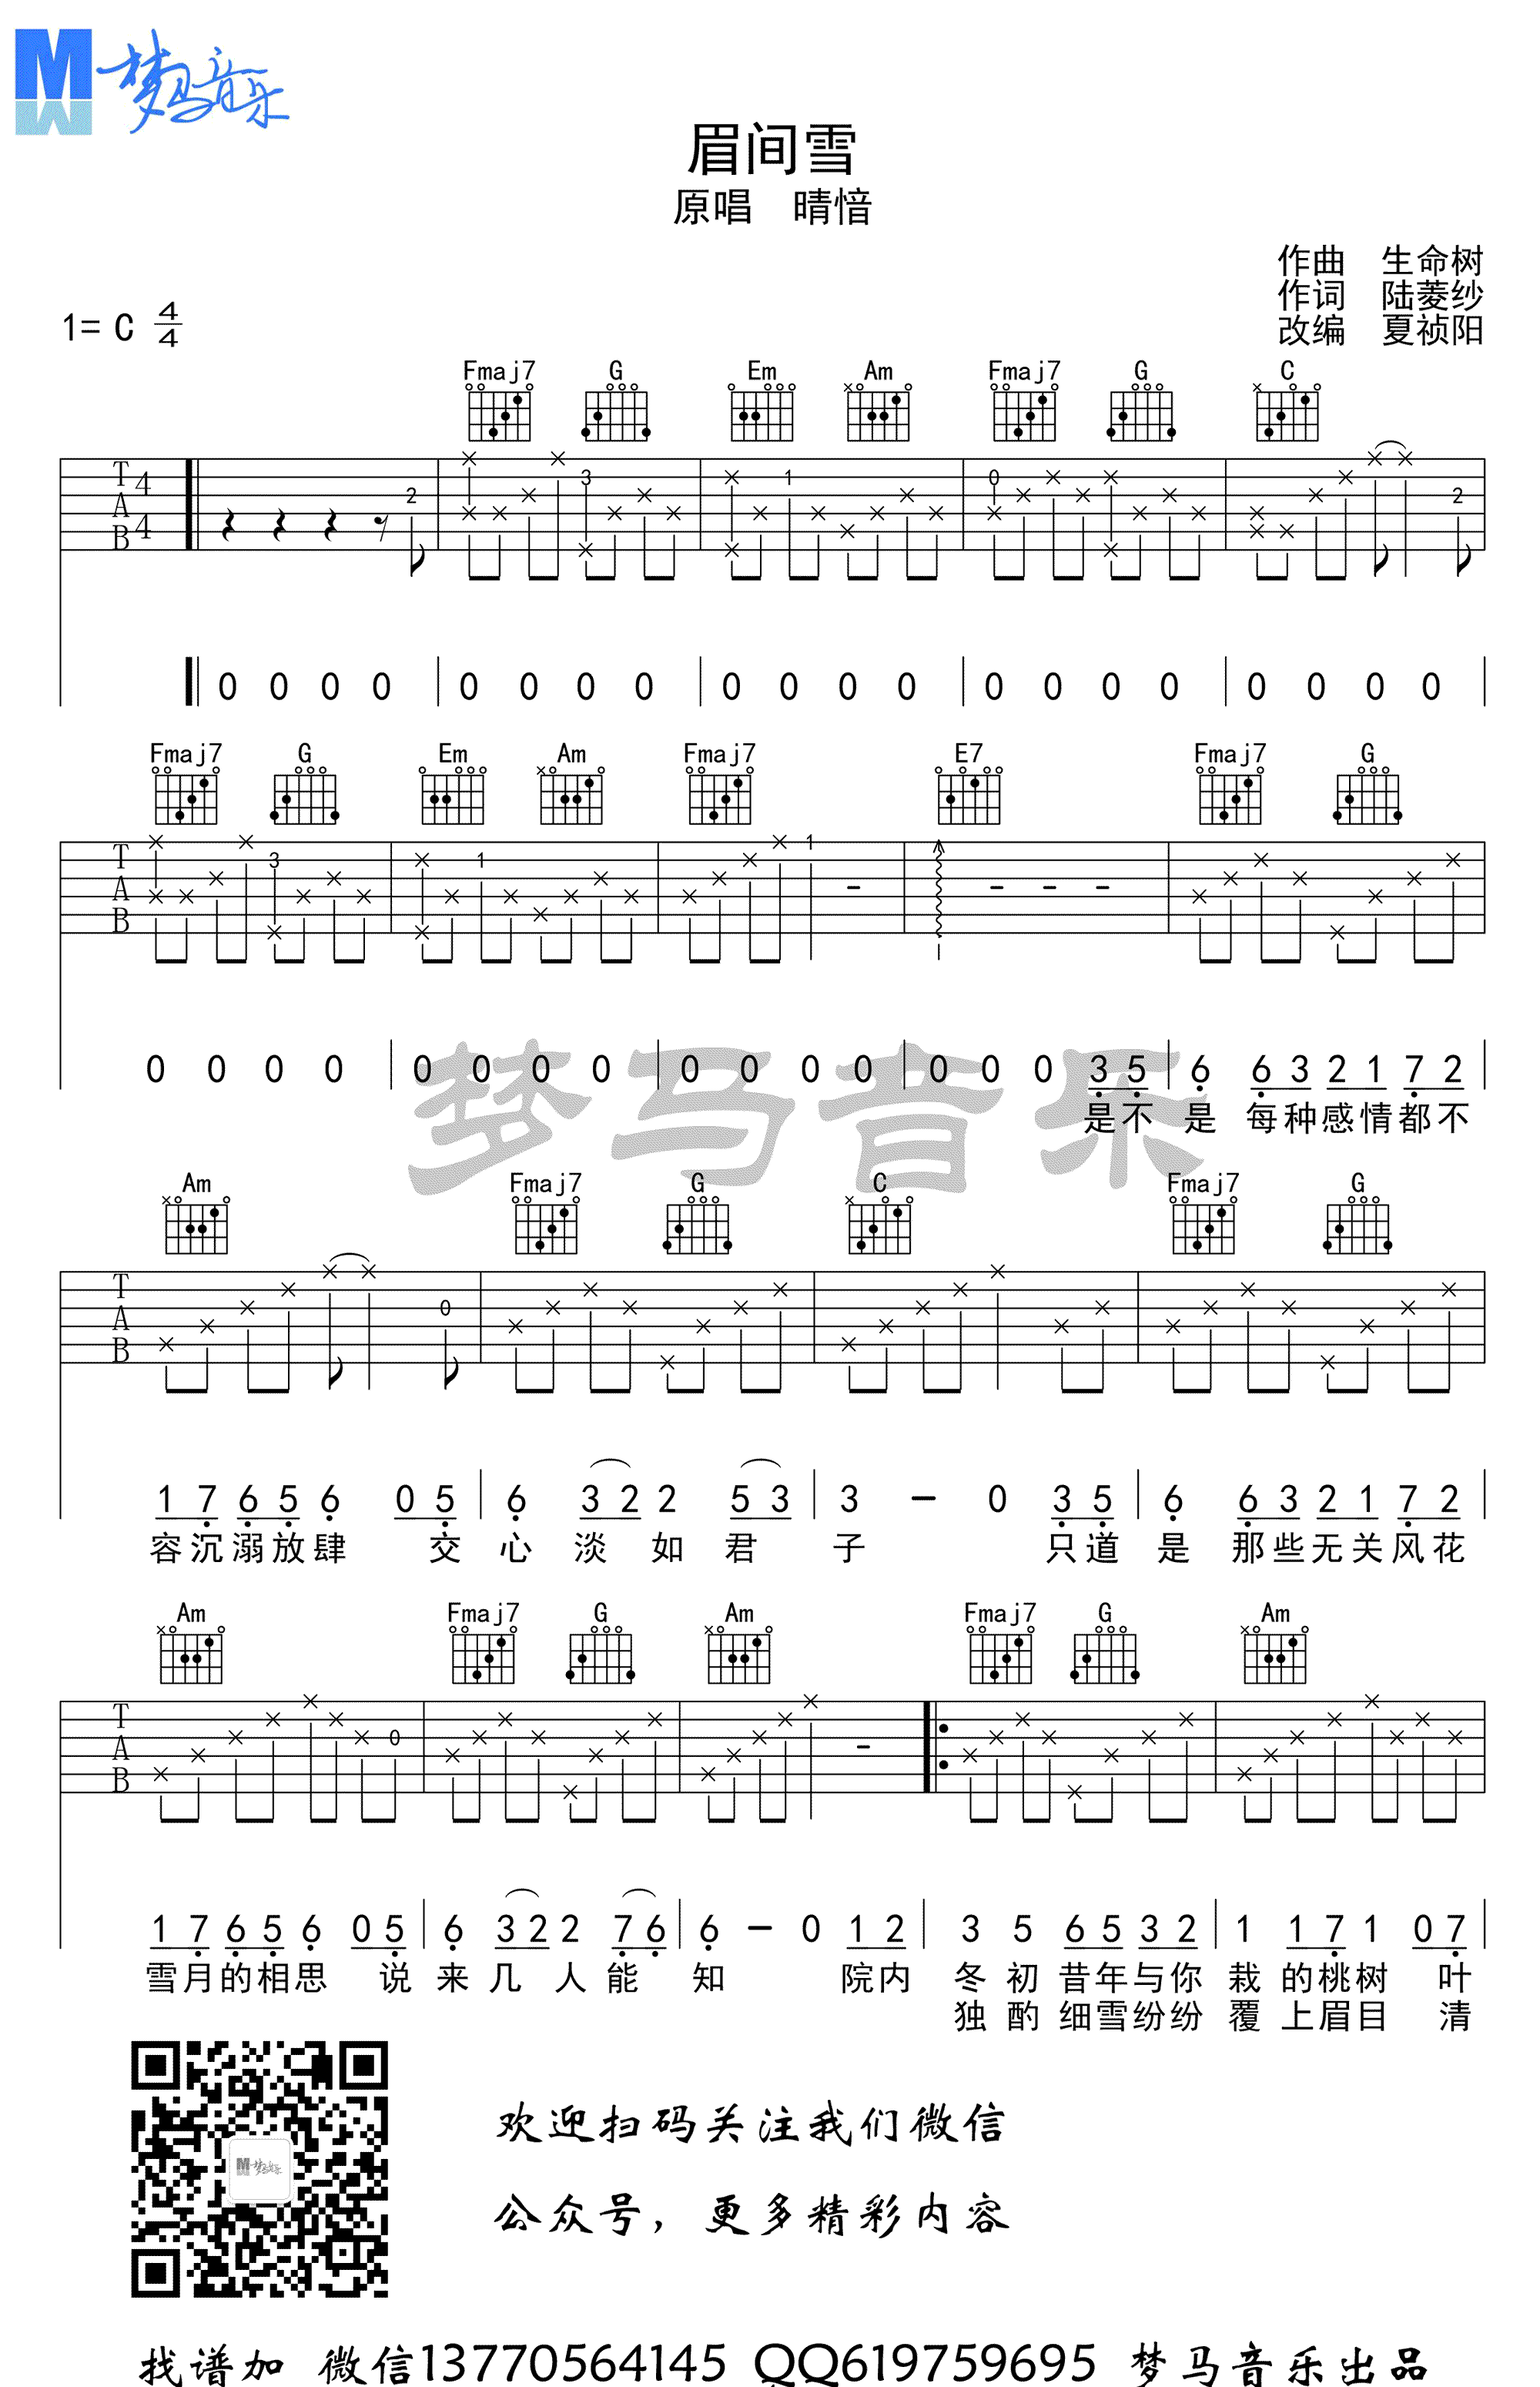 M 梦马音乐
眉间雪
原唱 晴愔
作曲 生命树
作词 陆菱纱
改编 夏祯阳
1= C 4/4
Fmaj7 G Em Am Fmaj7 G C
T A B 4 4 2 3 1 0 2
0 0 0 0 0 0 0 0 0 0 0 0 0 0 0 0 0 0 0 0
Fmaj7 G Em Am Fmaj7 E7 Fmaj7 G
T A B 3 1 1 - - - -
0 0 0 0 0 0 0 0 0 0 0 0 0 0 0 3 5 6 6 3 2 1 7 2
是不 是 每种感情都不
梦马音乐
Am Fmaj7 G C Fmaj7 G
T A B 0
1 7 6 5 6 0 5 6 3 2 2 5 3 3 - 0 3 5 6 6 3 2 1 7 2
容沉溺放肆 交 心 淡 如 君 子 只道 是 那些无关风花
Am Fmaj7 G Am Fmaj7 G Am
T A B 0 -
1 7 6 5 6 0 5 6 3 2 2 7 6 6 - 0 1 2 3 5 6 5 3 2 1 1 7 1 0 7
雪月的相思 说 来 几 人 能 知 院内 冬 初 昔年与你 栽 的桃树 叶
独 酌 细雪纷纷 覆 上眉目 清
M 梦马音乐
欢迎扫码关注我们微信
公众号，更多精彩内容
找谱加 微信13770564145 QQ619759695 梦马音乐出品